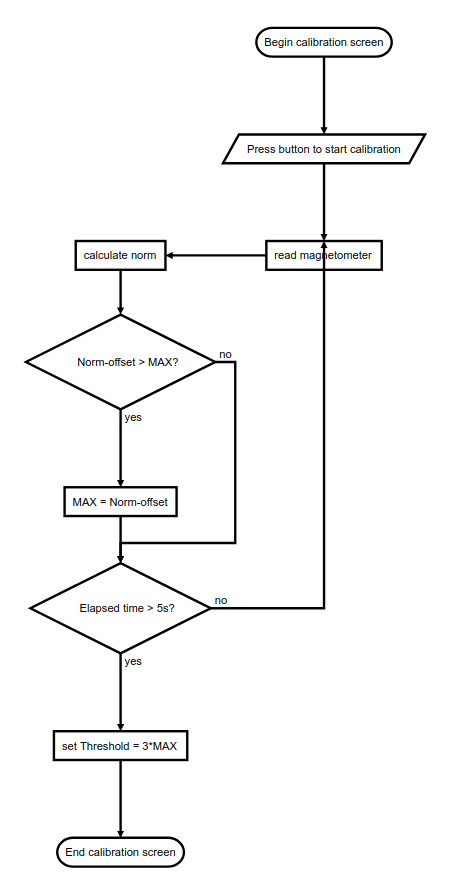 Begin calibration screen
Press button to start calibration
calculate norm
read magnetometer
Norm-offset > MAX?
no
yes
MAX = Norm-offset
Elapsed time > 5s?
no
yes
set Threshold = 3*MAX
End calibration screen